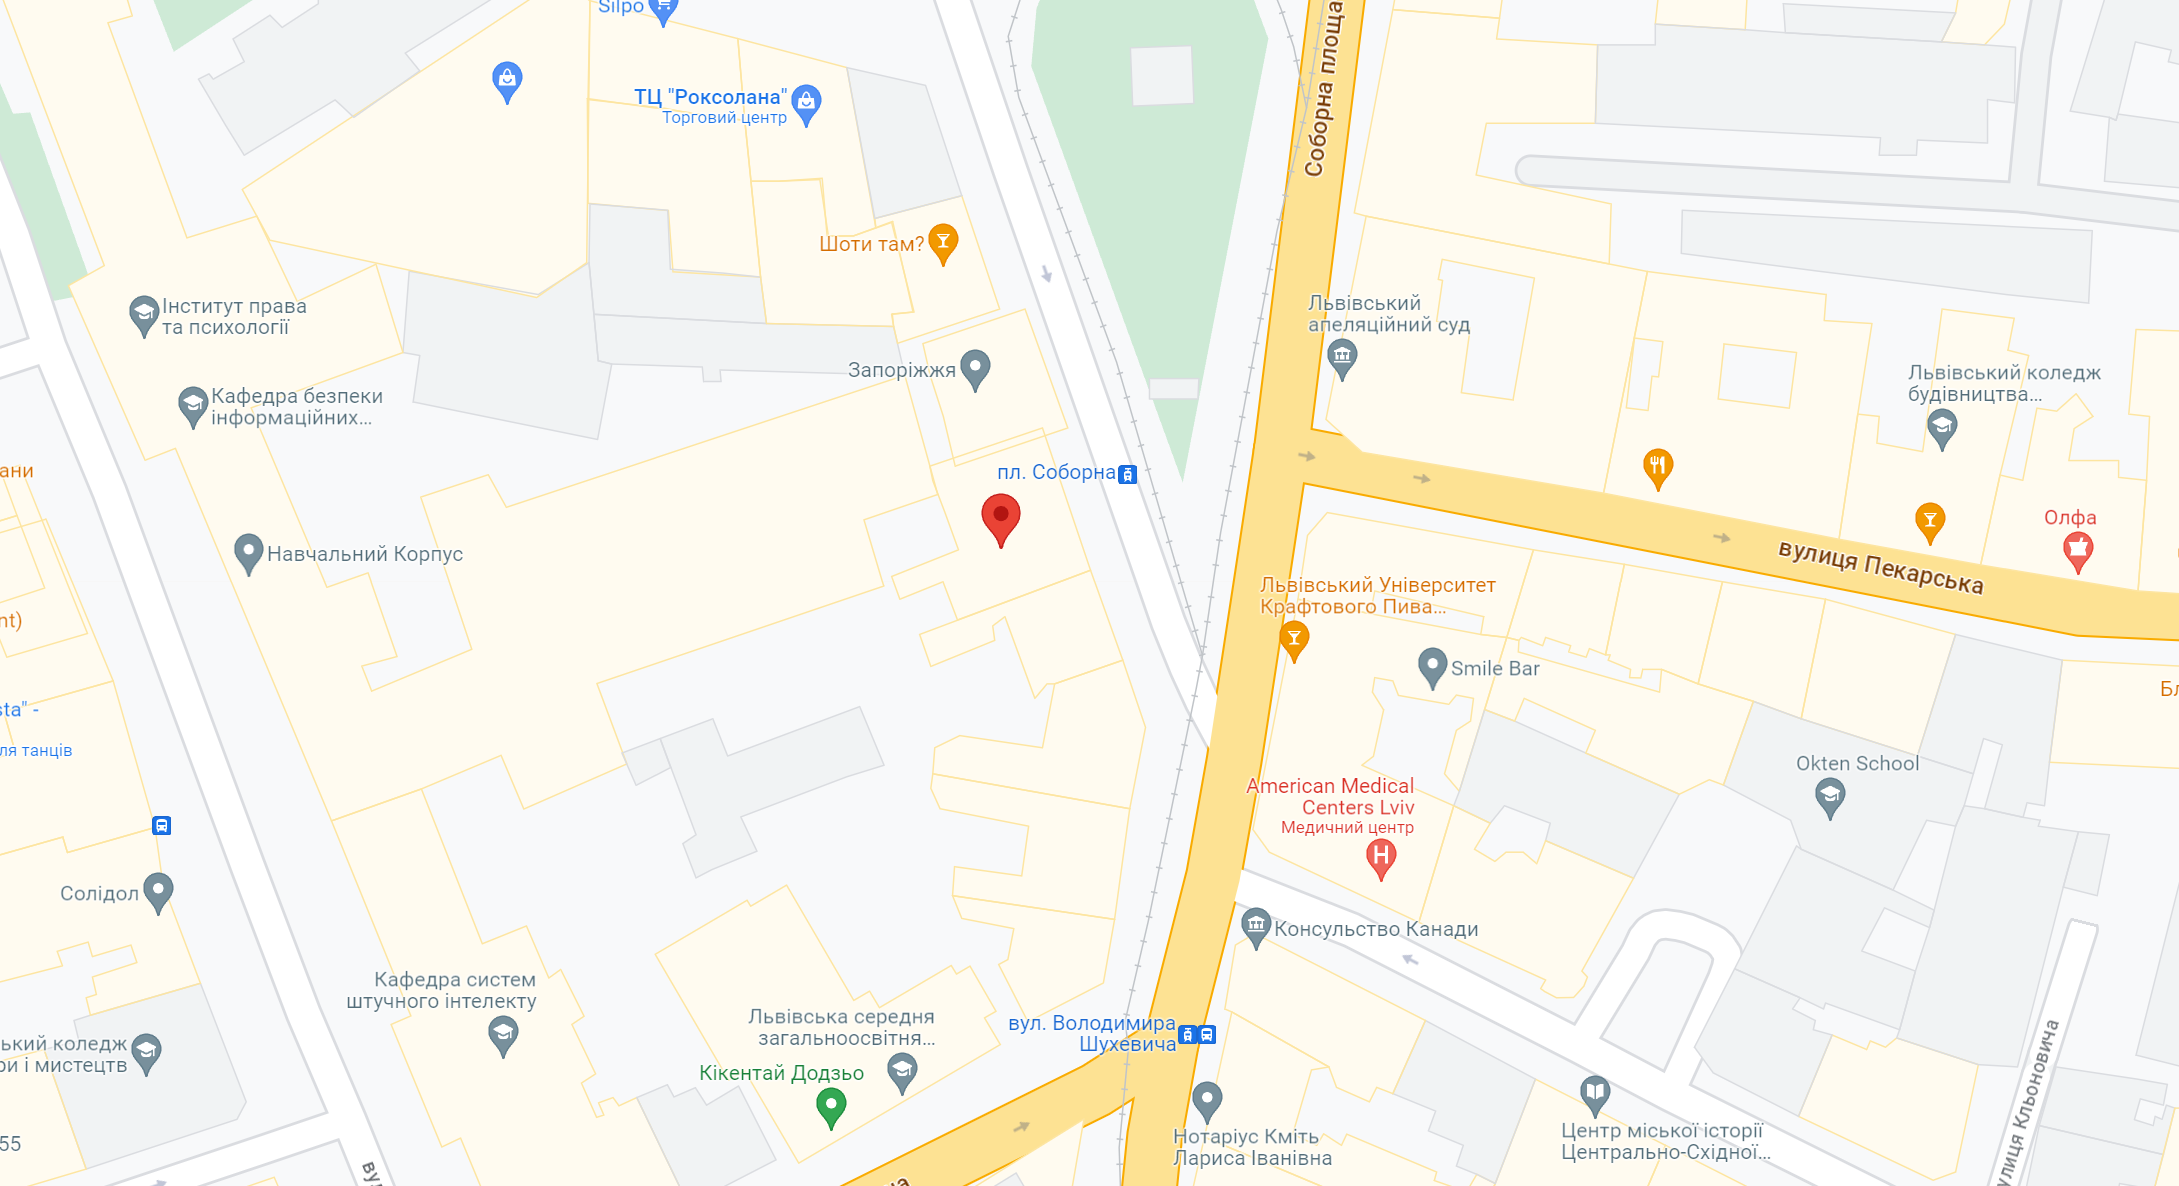 Silpo
ТЦ "Роксолана"
Торговий центр
Соборна площа
Шоти там?
Інститут права
та психології
Львівський
апеляційний суд
Запоріжжя
Кафедра безпеки
інформаційних...
Львівський коледж
будівництва...
ани
пл. Соборна
Олфа
Навчальний Корпус
вулиця Пекарська
Львівський Університет
Крафтового Пива...
nt)
Smile Bar
sta" -
ля танців
Okten School
American Medical
Centers Lviv
Медичний центр
Солідол
Консульство Канади
Кафедра систем
штучного інтелекту
Львівська середня
загальноосвітня...
вул. Володимира
Шухевича
ький коледж
ри і мистецтв
Кікентай Додзьо
Нотаріус Кміть
Лариса Іванівна
Центр міської історії
Центрально-Східної...
улиця Кльоновича
55